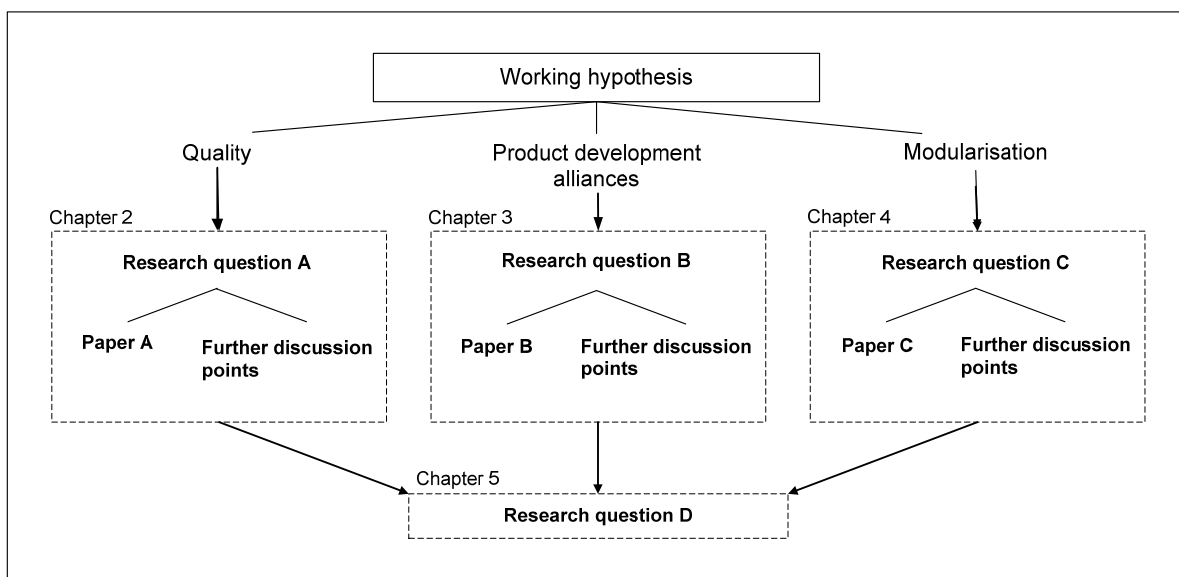 Working hypothesis
Quality
Product development
alliances
Modularisation
Chapter 2
Research question A
Paper A
Further discussion
points
Chapter 3
Research question B
Paper B
Further discussion
points
Chapter 4
Research question C
Paper C
Further discussion
points
Chapter 5
Research question D